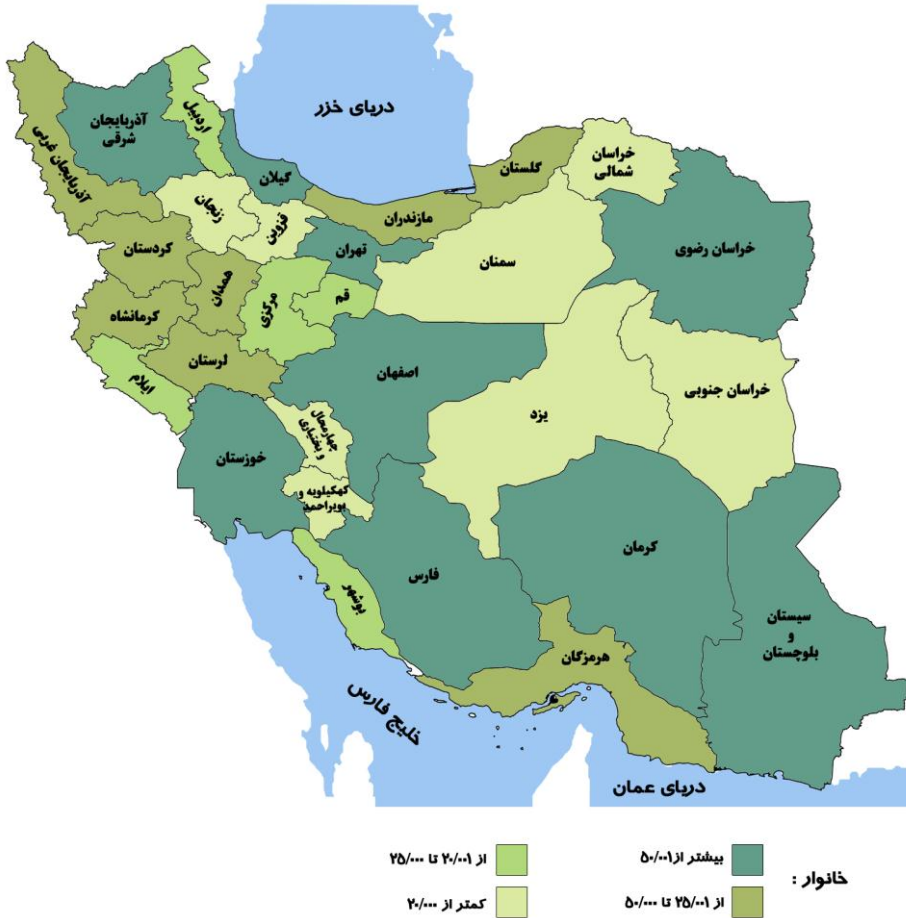 دریای خزر
آذربایجان
شرقی
اردبیل
آذربایجان غربی
گیلان
زنجان
قزوین
مازندران
گلستان
خراسان
شمالی
کردستان
تهران
سمنان
خراسان رضوی
همدان
مرکزی
قم
کرمانشاه
لرستان
ایلام
اصفهان
یزد
خراسان جنوبی
خوزستان
چهارمحال
و بختیاری
کهکیلویه و
بویراحمد
فارس
کرمان
بوشهر
سیستان
و
بلوچستان
هرمزگان
خلیج فارس
دریای عمان
خانوار :
بیشتر از ۵۰/۰۰۱
از ۲۵/۰۰۱ تا ۵۰/۰۰۰
از ۲۰/۰۰۱ تا ۲۵/۰۰۰
کمتر از ۲۰/۰۰۰